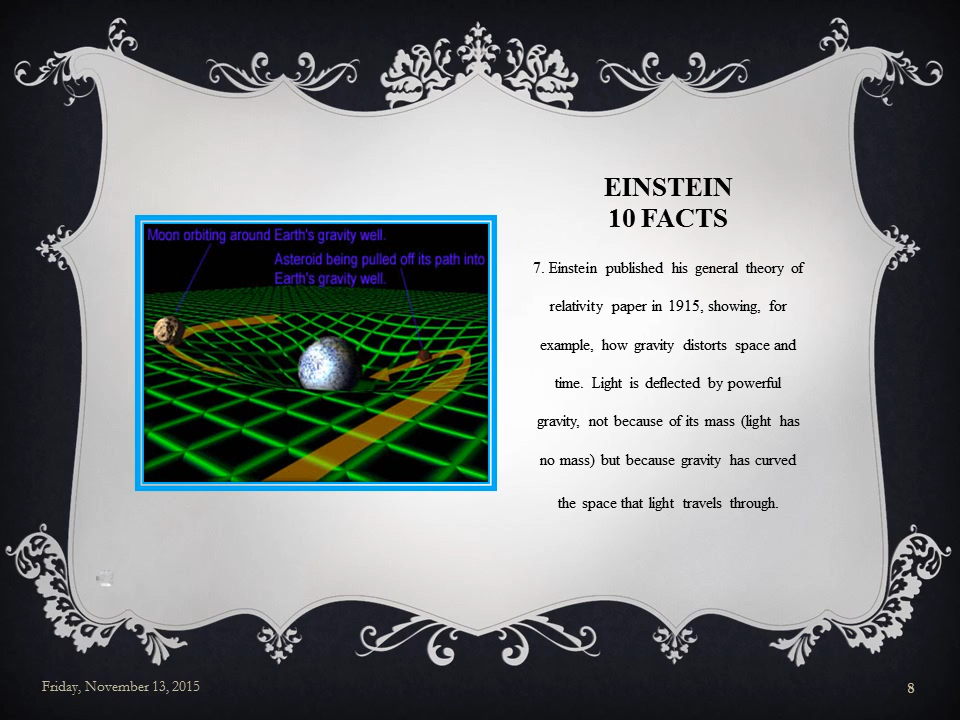 EINSTEIN
10 FACTS
Moon orbiting around Earth's gravity well.
Asteroid being pulled off its path into
Earth's gravity well.
7. Einstein published his general theory of
relativity paper in 1915, showing, for
example, how gravity distorts space and
time. Light is deflected by powerful
gravity, not because of its mass (light has
no mass) but because gravity has curved
the space that light travels through.
Friday, November 13, 2015
8